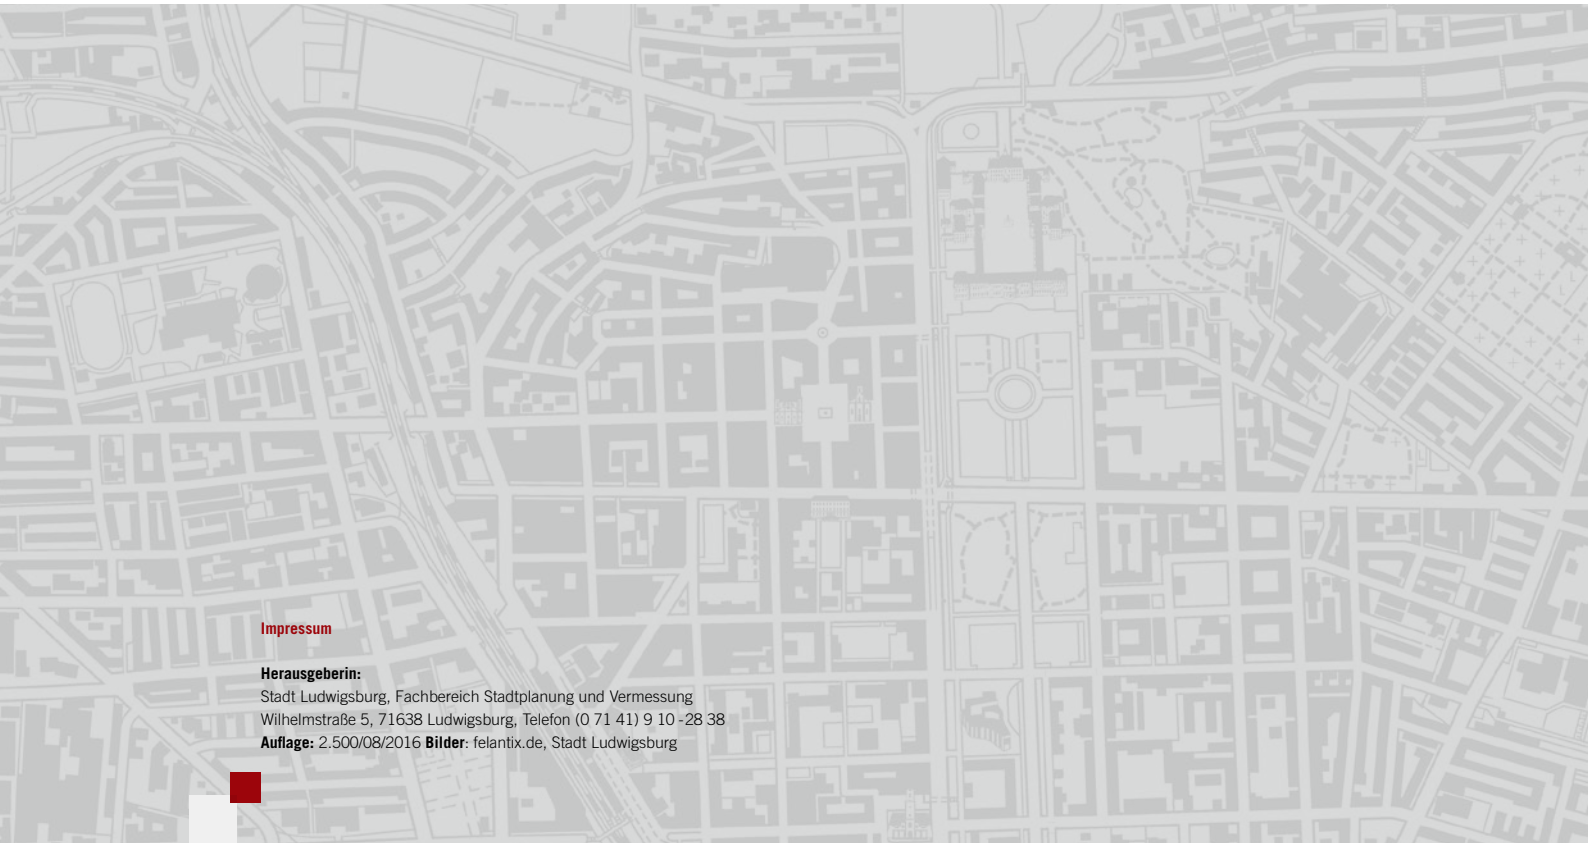 Impressum
Herausgeberin:
Stadt Ludwigsburg, Fachbereich Stadtplanung und Vermessung
Wilhelmstraße 5, 71638 Ludwigsburg, Telefon (0 71 41) 9 10 - 28 38
Auflage: 2.500/08/2016 Bilder: felantix.de, Stadt Ludwigsburg